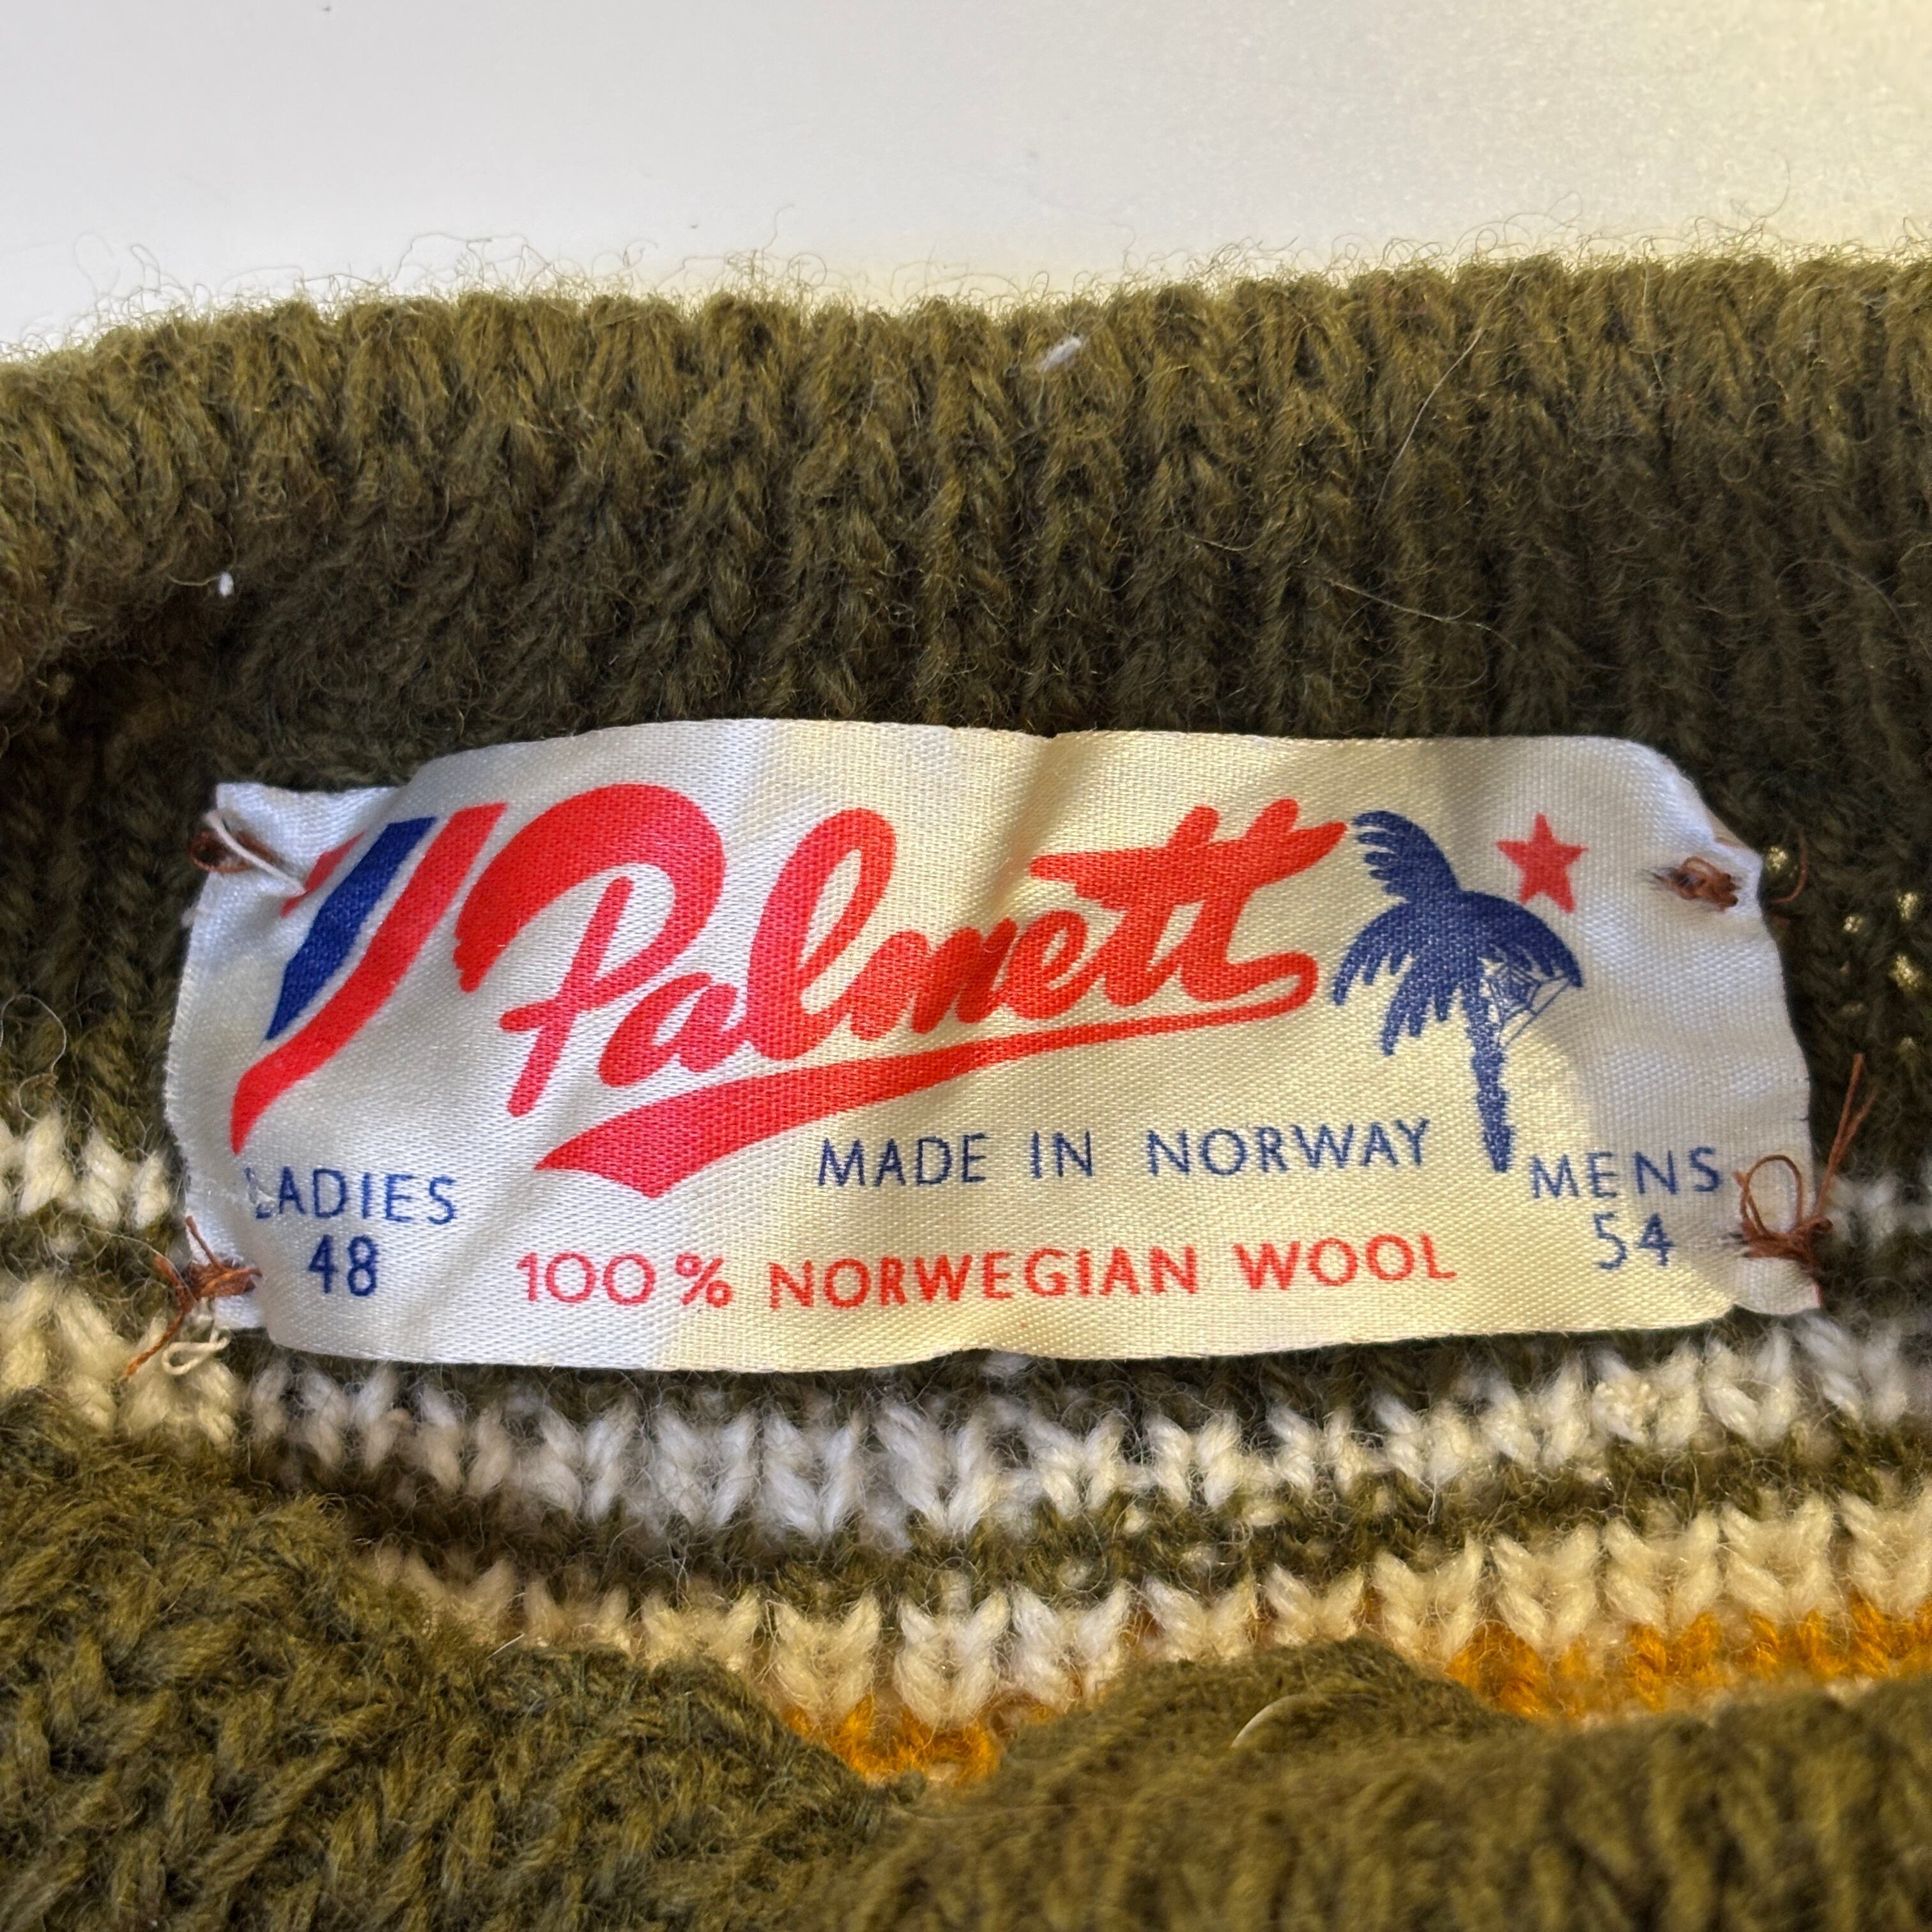 Palmett
MADE IN NORWAY
LADIES
48
MENS
54
100% NORWEGIAN WOOL